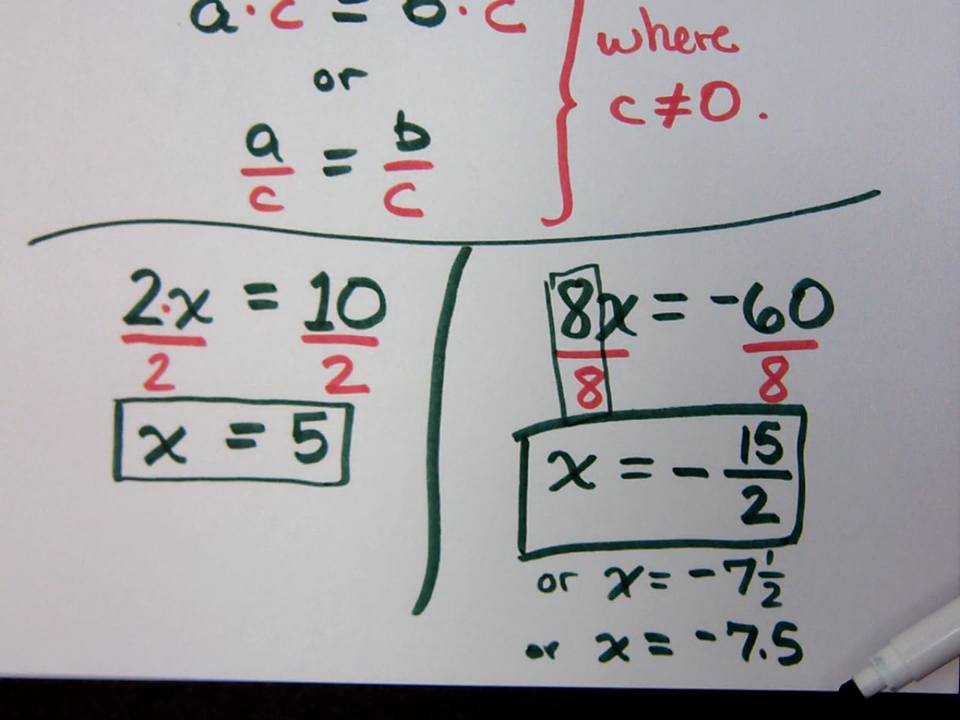 a·c = b·c
or
a/c = b/c
where
c≠0.
2·x = 10
2 2
x = 5
8x = -60
8 8
x = - 15/2
or x = -7 1/2
or x = -7.5